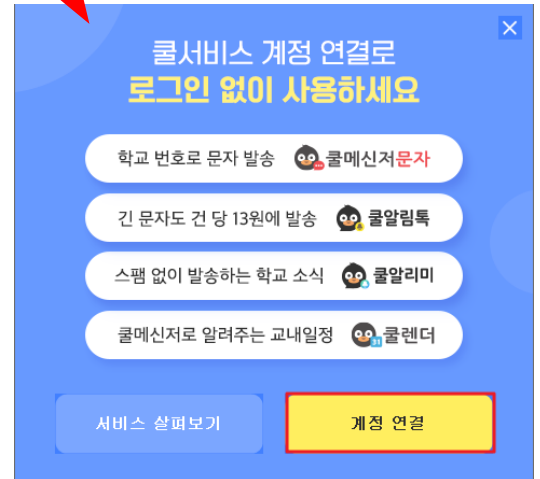 쿨서비스 계정 연결로
로그인 없이 사용하세요
학교 번호로 문자 발송 쿨메신저문자
긴 문자도 건 당 13원에 발송 쿨알림톡
스팸 없이 발송하는 학교 소식 쿨알리미
쿨메신저로 알려주는 교내일정 31 쿨렌더
서비스 살펴보기 계정 연결